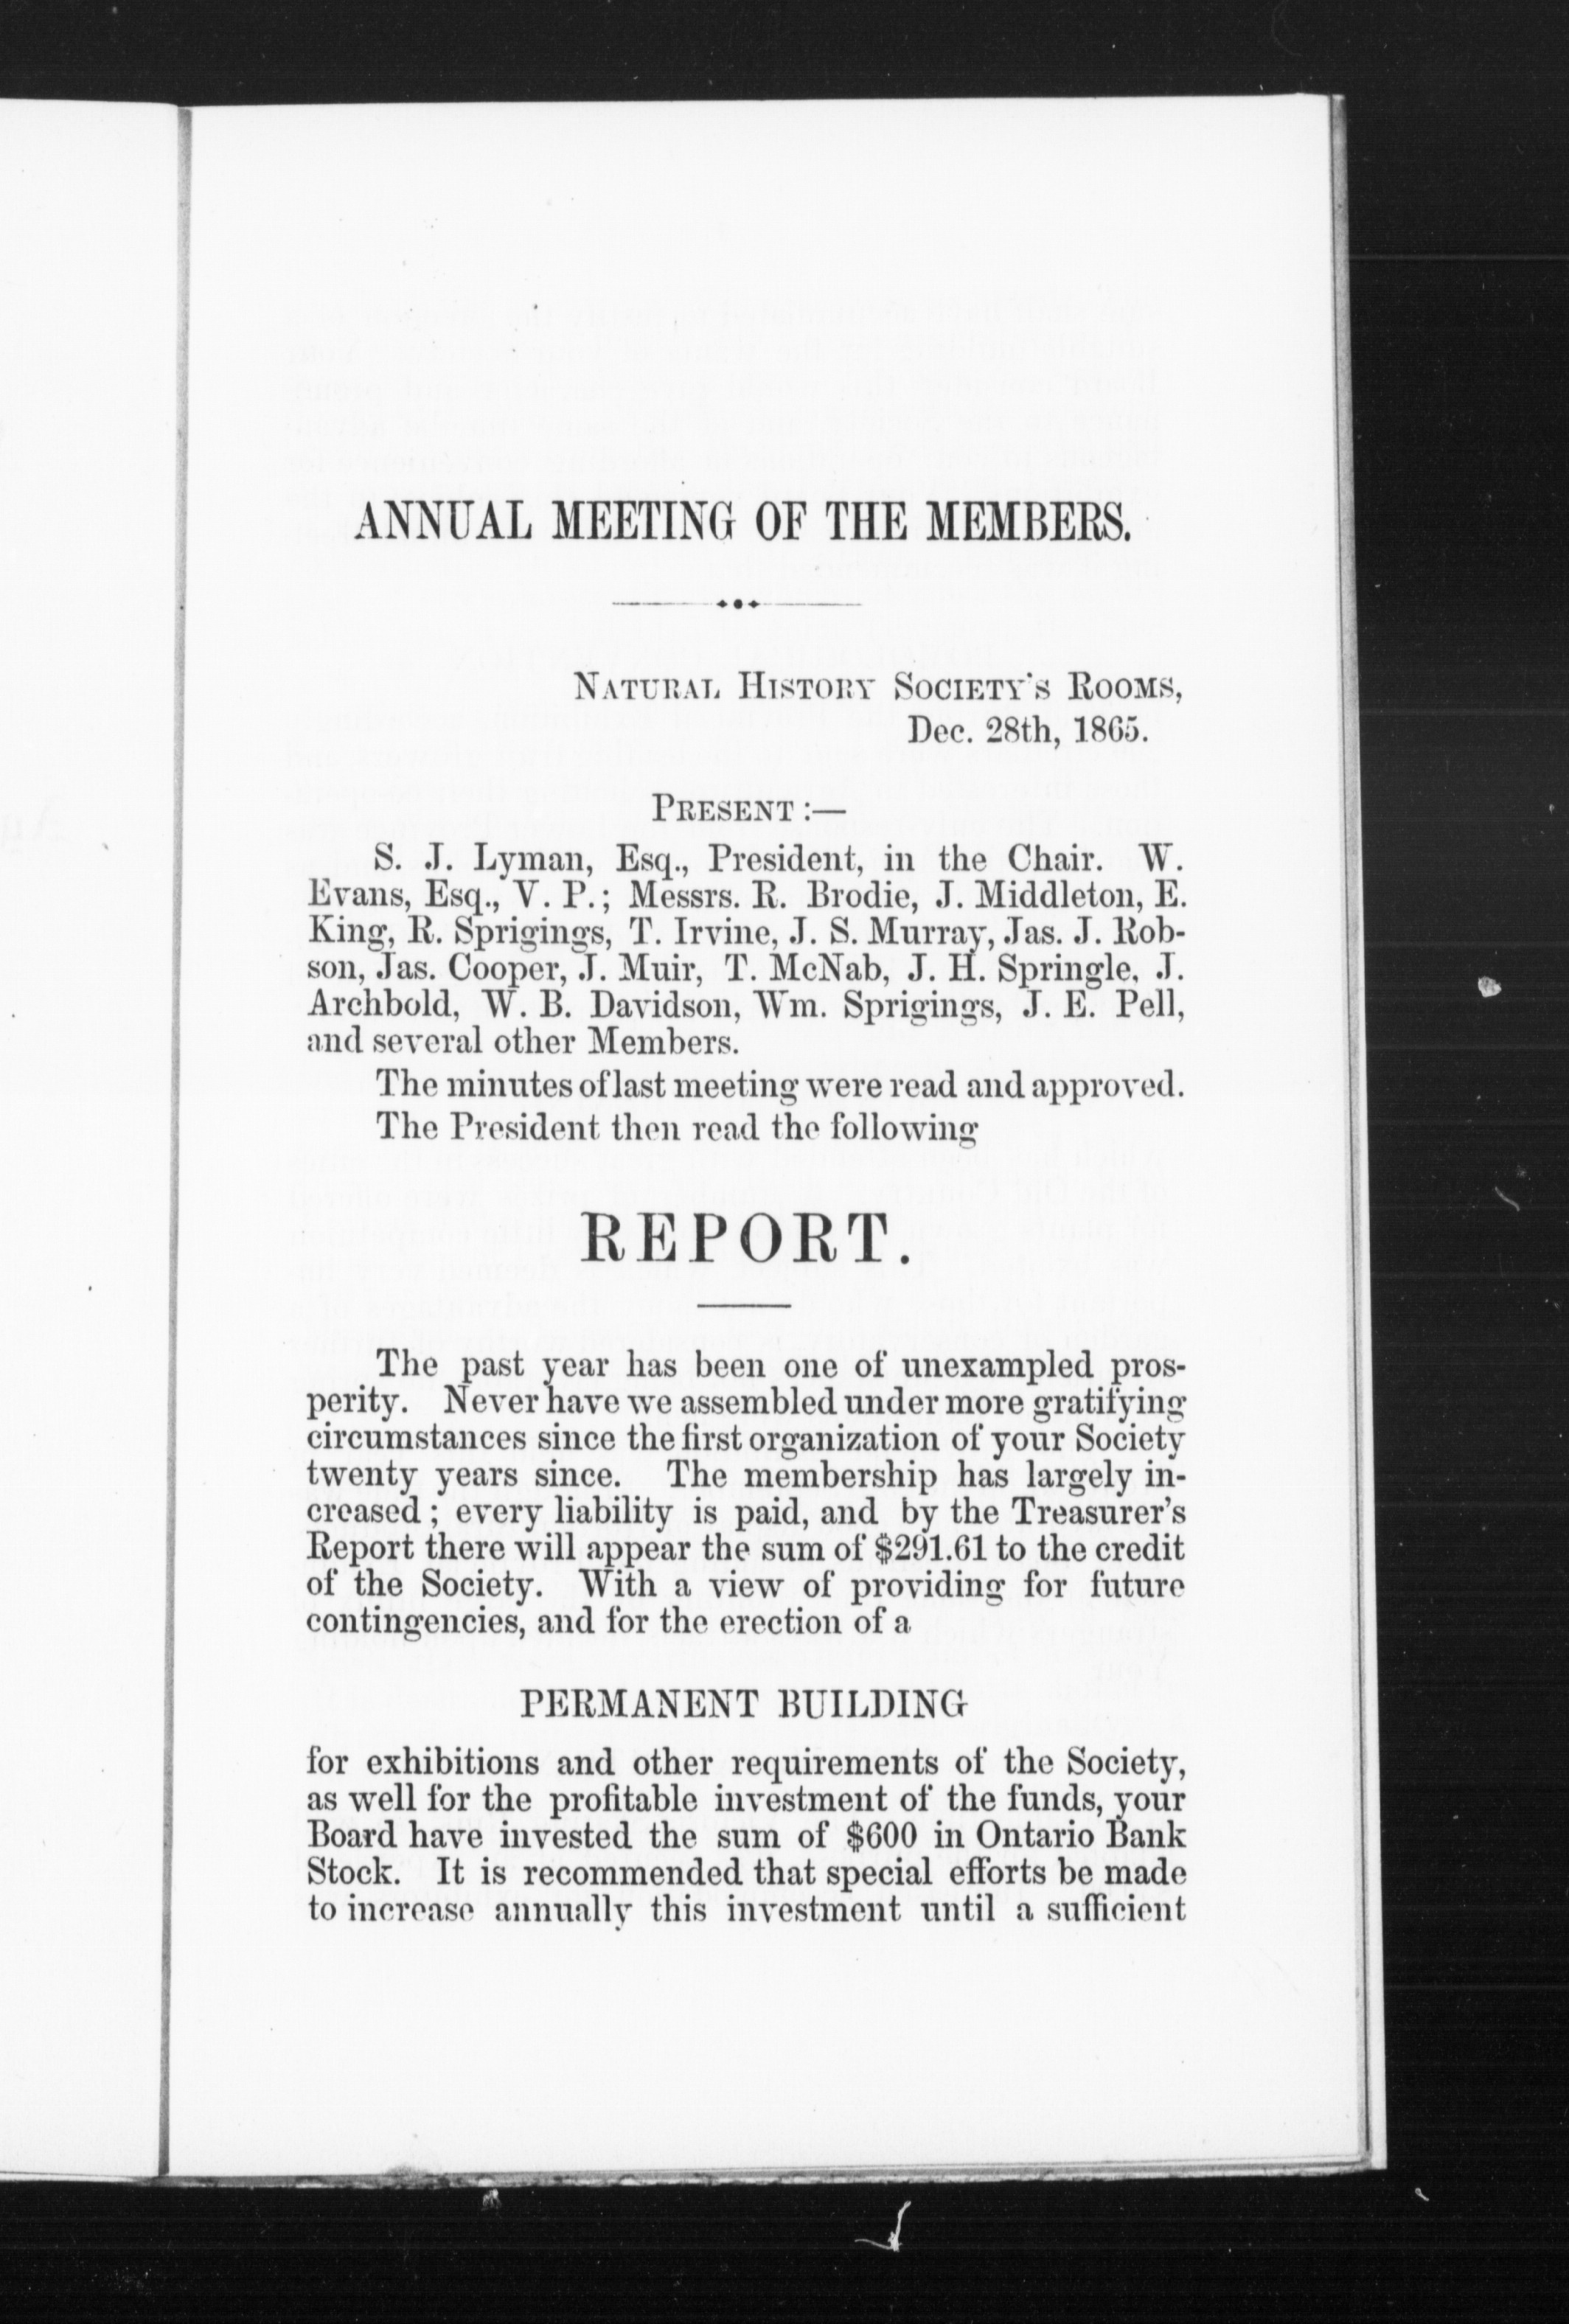 ANNUAL MEETING OF THE MEMBERS.
NATURAL HISTORY SOCIETY'S ROOMS,
Dec. 28th, 1865.
PRESENT :—
S. J. Lyman, Esq., President, in the Chair. W.
Evans, Esq., V. P.; Messrs. R. Brodie, J. Middleton, E.
King, R. Sprigings, T. Irvine, J. S. Murray, Jas. J. Rob-
son, Jas. Cooper, J. Muir, T. McNab, J. H. Springle, J.
Archbold, W. B. Davidson, Wm. Sprigings, J. E. Pell,
and several other Members.
The minutes of last meeting were read and approved.
The President then read the following
REPORT.
The past year has been one of unexampled pros-
perity. Never have we assembled under more gratifying
circumstances since the first organization of your Society
twenty years since. The membership has largely in-
creased ; every liability is paid, and by the Treasurer's
Report there will appear the sum of $291.61 to the credit
of the Society. With a view of providing for future
contingencies, and for the erection of a
PERMANENT BUILDING
for exhibitions and other requirements of the Society,
as well for the profitable investment of the funds, your
Board have invested the sum of $600 in Ontario Bank
Stock. It is recommended that special efforts be made
to increase annually this investment until a sufficient